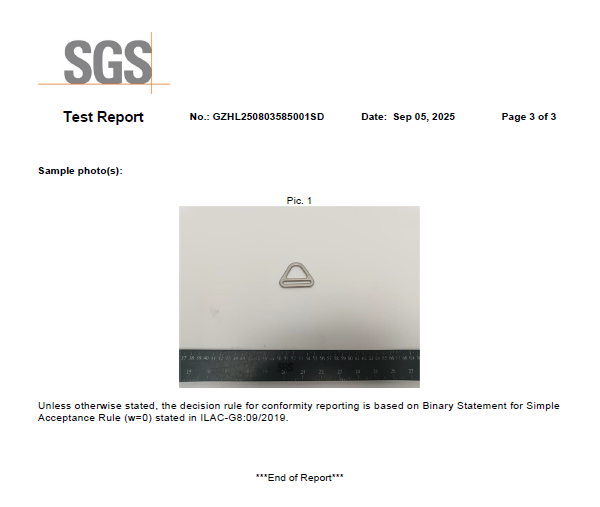 SGS
Test Report No.: GZHL250803585001SD Date: Sep 05, 2025 Page 3 of 3
Sample photo(s):
Pic. 1
Unless otherwise stated, the decision rule for conformity reporting is based on Binary Statement for Simple
Acceptance Rule (w=0) stated in ILAC-G8:09/2019.
***End of Report***